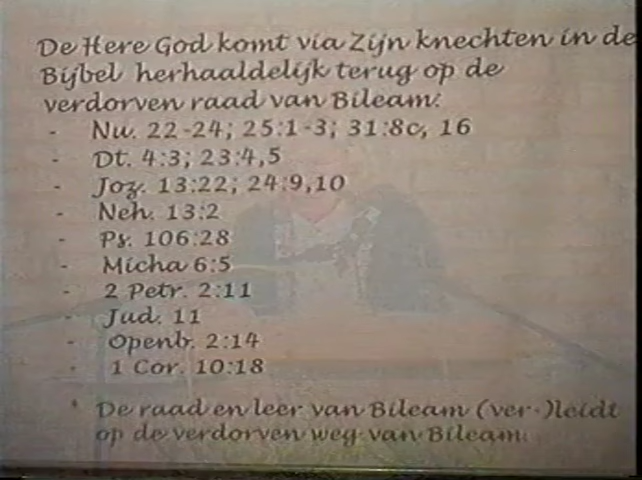 De Here God komt via Zijn knechten in de
Bijbel herhaaldelijk terug op de
verdorven raad van Bileam:
- Nu. 22-24; 25:1-3; 31:8c, 16
- Dt. 4:3; 23:4,5
- Joz. 13:22; 24:9,10
- Neh. 13:2
- Ps. 106:28
- Micha 6:5
- 2 Petr. 2:11
- Jud. 11
- Openb. 2:14
- 1 Cor. 10:18
* De raad en leer van Bileam (ver-)leidt
op de verdorven weg van Bileam.